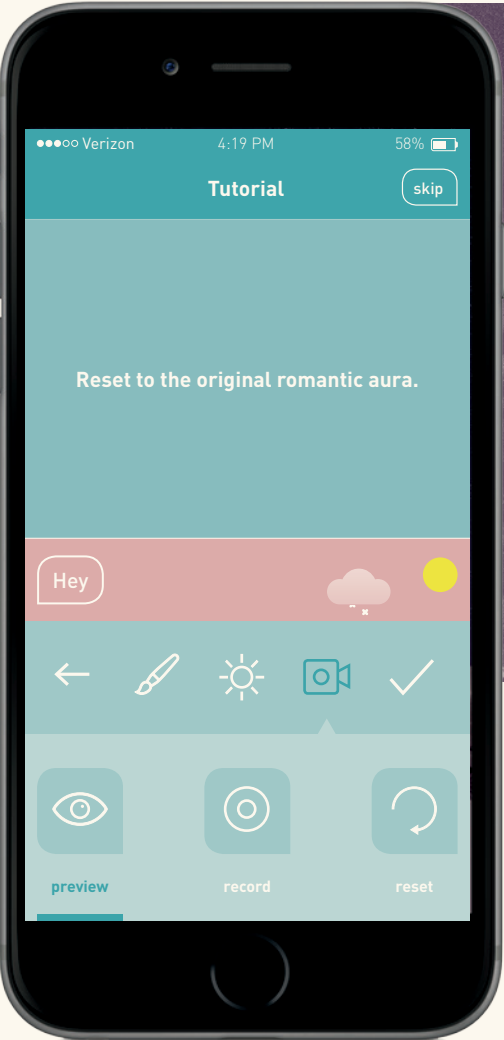 Verizon 4:19 PM 58%
Tutorial
skip
Reset to the original romantic aura.
Hey
preview record reset